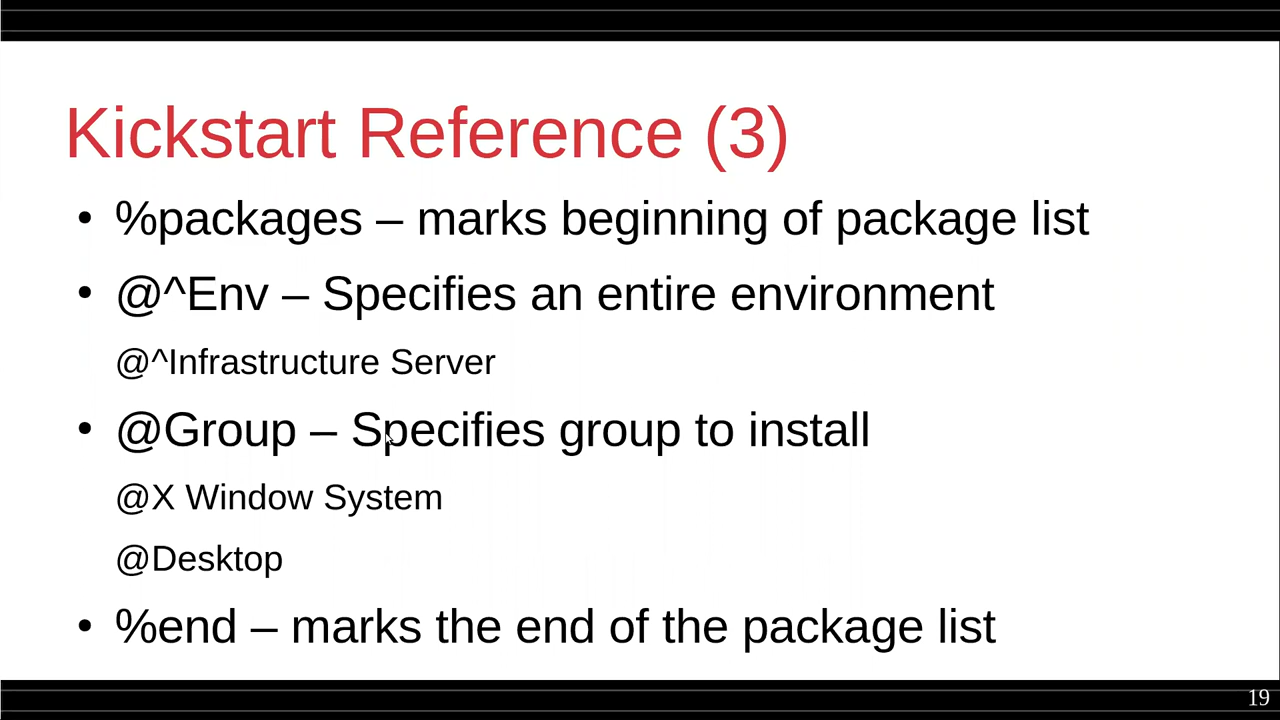 Kickstart Reference (3)
• %packages – marks beginning of package list
• @^Env – Specifies an entire environment
@^Infrastructure Server
• @Group – Specifies group to install
@X Window System
@Desktop
• %end – marks the end of the package list
19